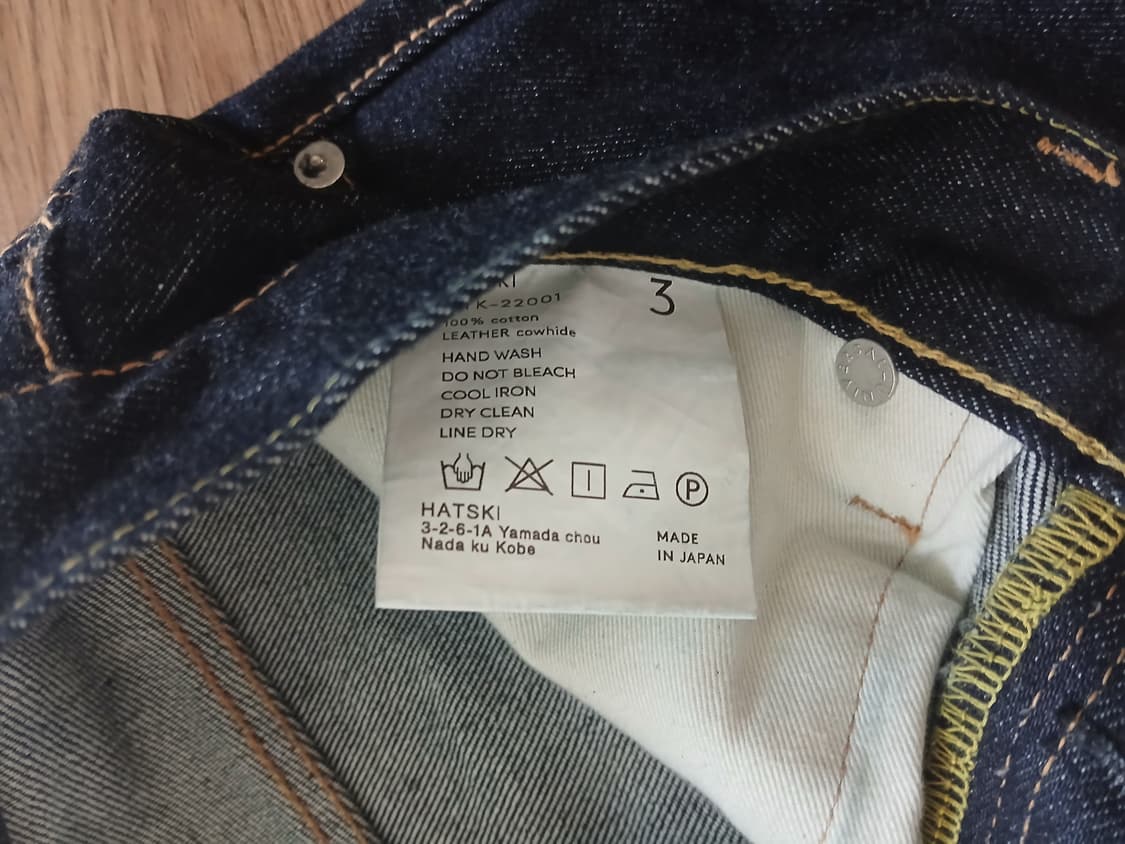 3
K-22001
100% cotton
LEATHER cowhide
HAND WASH
DO NOT BLEACH
COOL IRON
DRY CLEAN
LINE DRY
P
HATSKI
3-2-6-1A Yamada chou
Nada ku Kobe
MADE
IN JAPAN